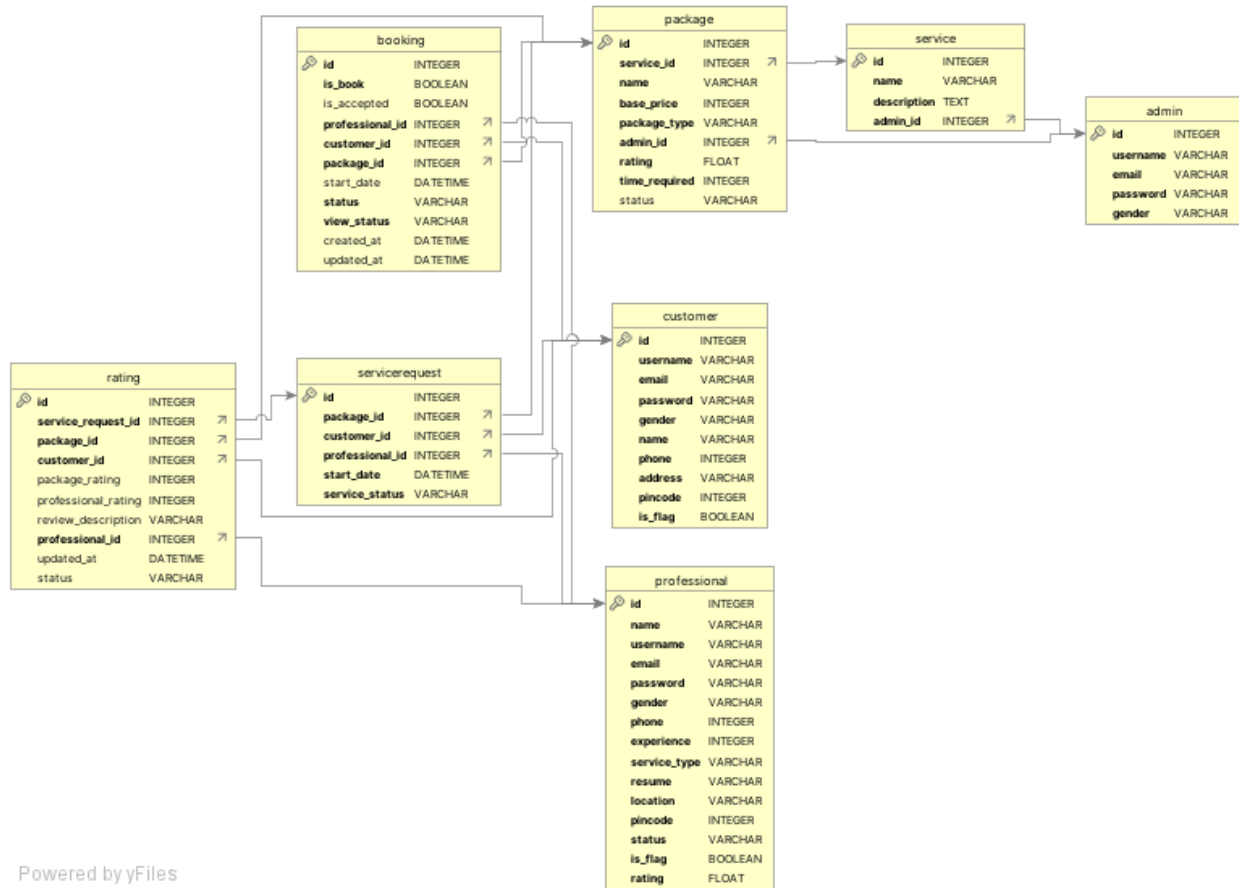 booking
id INTEGER
is_book BOOLEAN
is_accepted BOOLEAN
professional_id INTEGER
customer_id INTEGER
package_id INTEGER
start_date DATETIME
status VARCHAR
view_status VARCHAR
created_at DATETIME
updated_at DATETIME
package
id INTEGER
service_id INTEGER
name VARCHAR
base_price INTEGER
package_type VARCHAR
admin_id INTEGER
rating FLOAT
time_required INTEGER
status VARCHAR
service
id INTEGER
name VARCHAR
description TEXT
admin_id INTEGER
admin
id INTEGER
username VARCHAR
email VARCHAR
password VARCHAR
gender VARCHAR
rating
id INTEGER
service_request_id INTEGER
package_id INTEGER
customer_id INTEGER
package_rating INTEGER
professional_rating INTEGER
review_description VARCHAR
professional_id INTEGER
updated_at DATETIME
status VARCHAR
servicerequest
id INTEGER
package_id INTEGER
customer_id INTEGER
professional_id INTEGER
start_date DATETIME
service_status VARCHAR
customer
id INTEGER
username VARCHAR
email VARCHAR
password VARCHAR
gender VARCHAR
name VARCHAR
phone INTEGER
address VARCHAR
pincode INTEGER
is_flag BOOLEAN
professional
id INTEGER
name VARCHAR
username VARCHAR
email VARCHAR
password VARCHAR
gender VARCHAR
phone INTEGER
experience INTEGER
service_type VARCHAR
resume VARCHAR
location VARCHAR
pincode INTEGER
status VARCHAR
is_flag BOOLEAN
rating FLOAT
Powered by yFiles